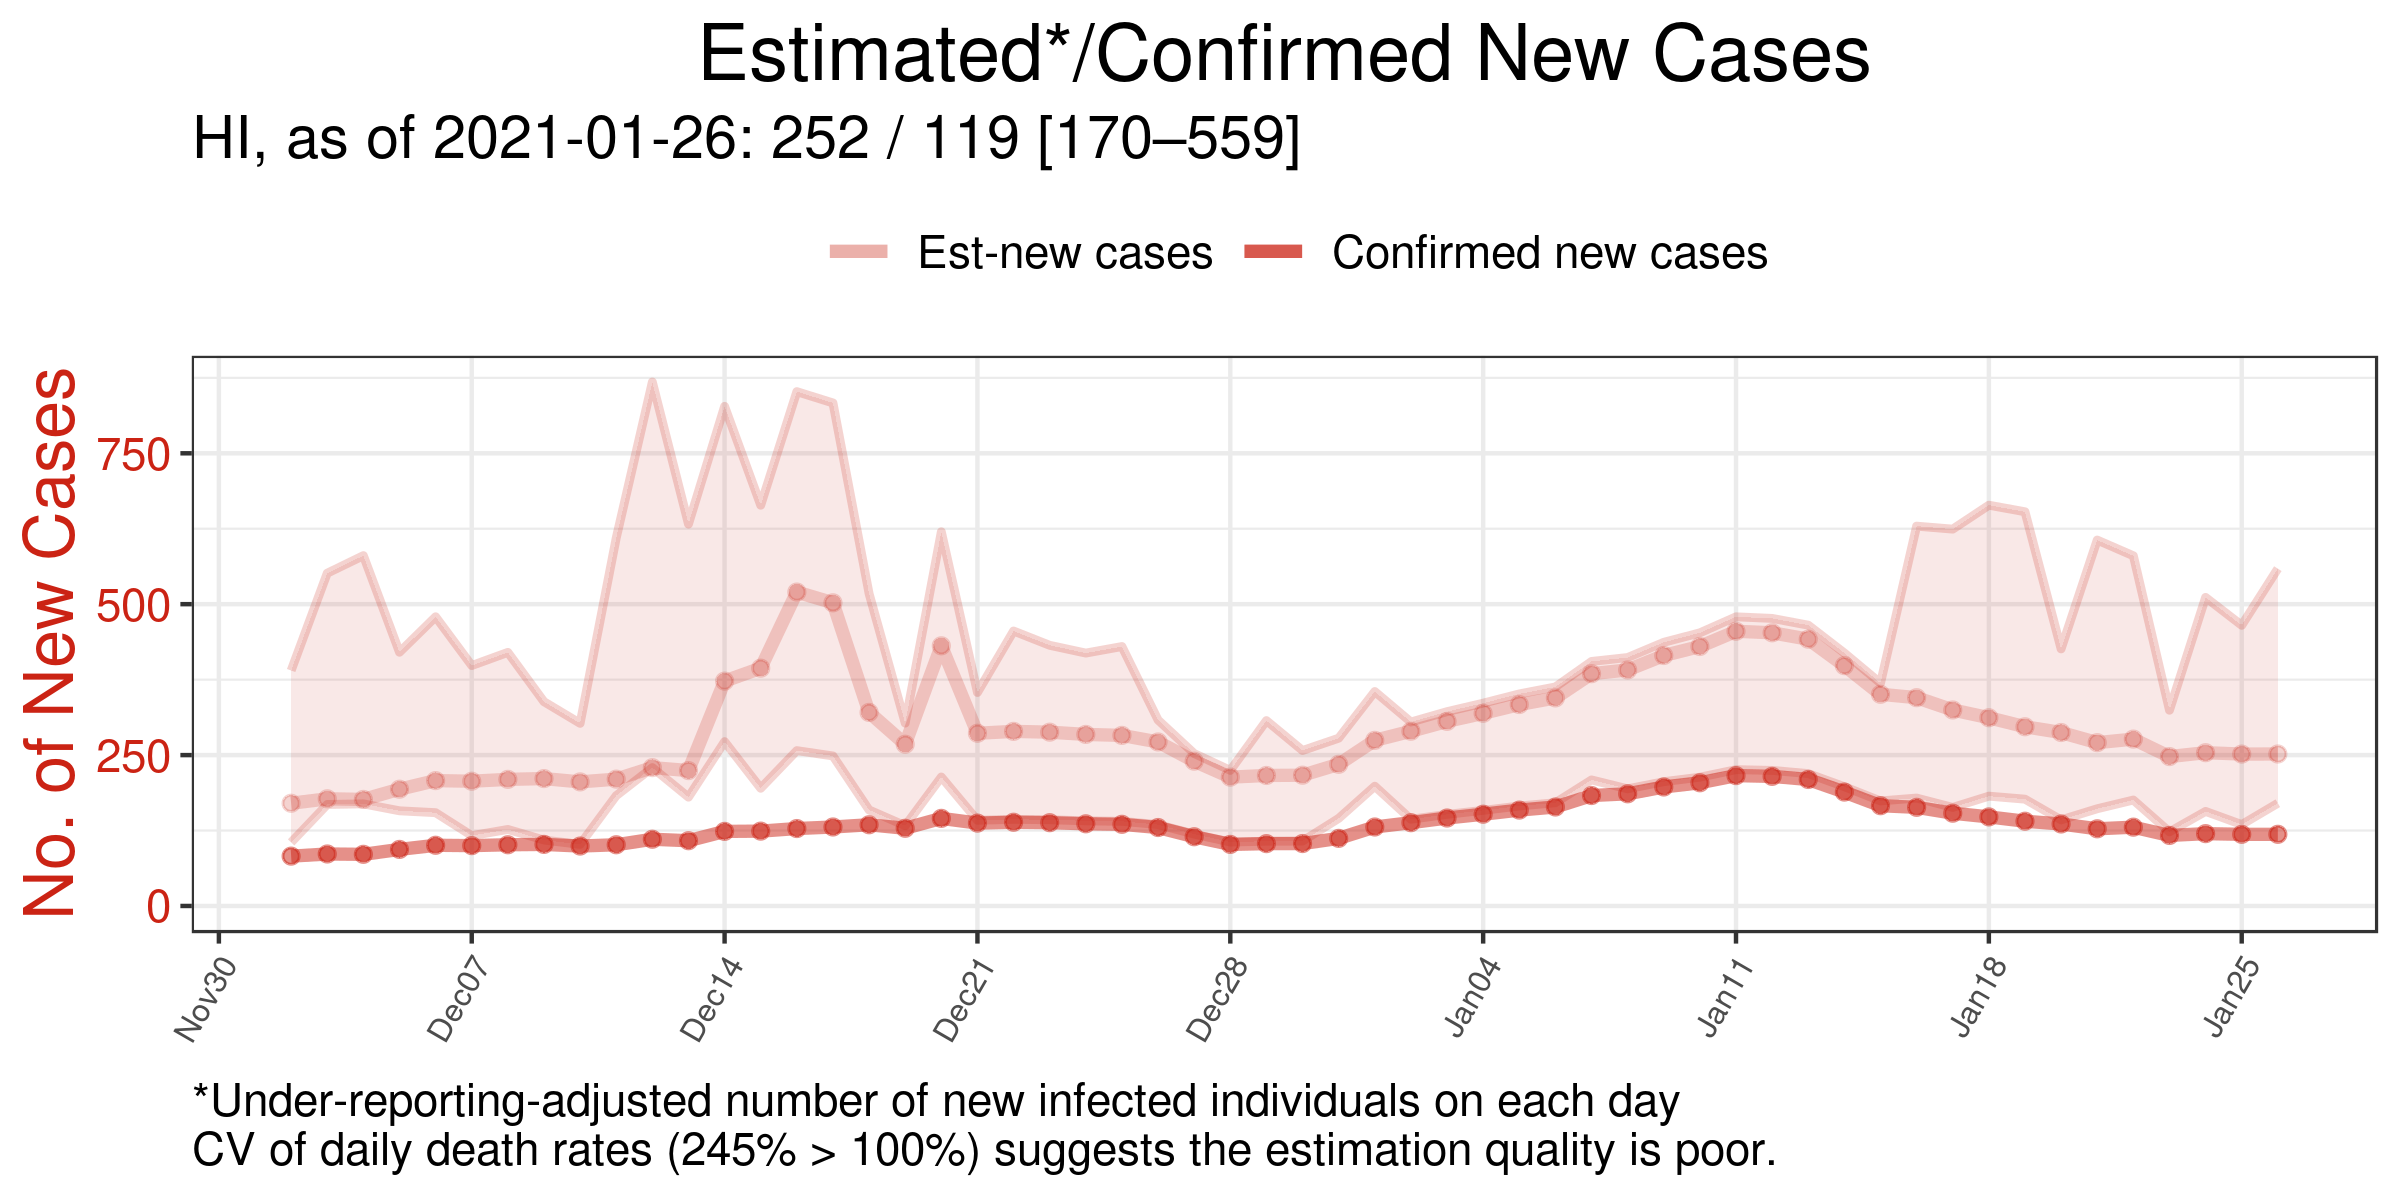 Estimated*/Confirmed New Cases
HI, as of 2021-01-26: 252 / 119 [170–559]
Est-new cases
Confirmed new cases
No. of New Cases
750
500
250
0
Nov30
Dec07
Dec14
Dec21
Dec28
Jan04
Jan11
Jan18
Jan25
*Under-reporting-adjusted number of new infected individuals on each day
CV of daily death rates (245% > 100%) suggests the estimation quality is poor.